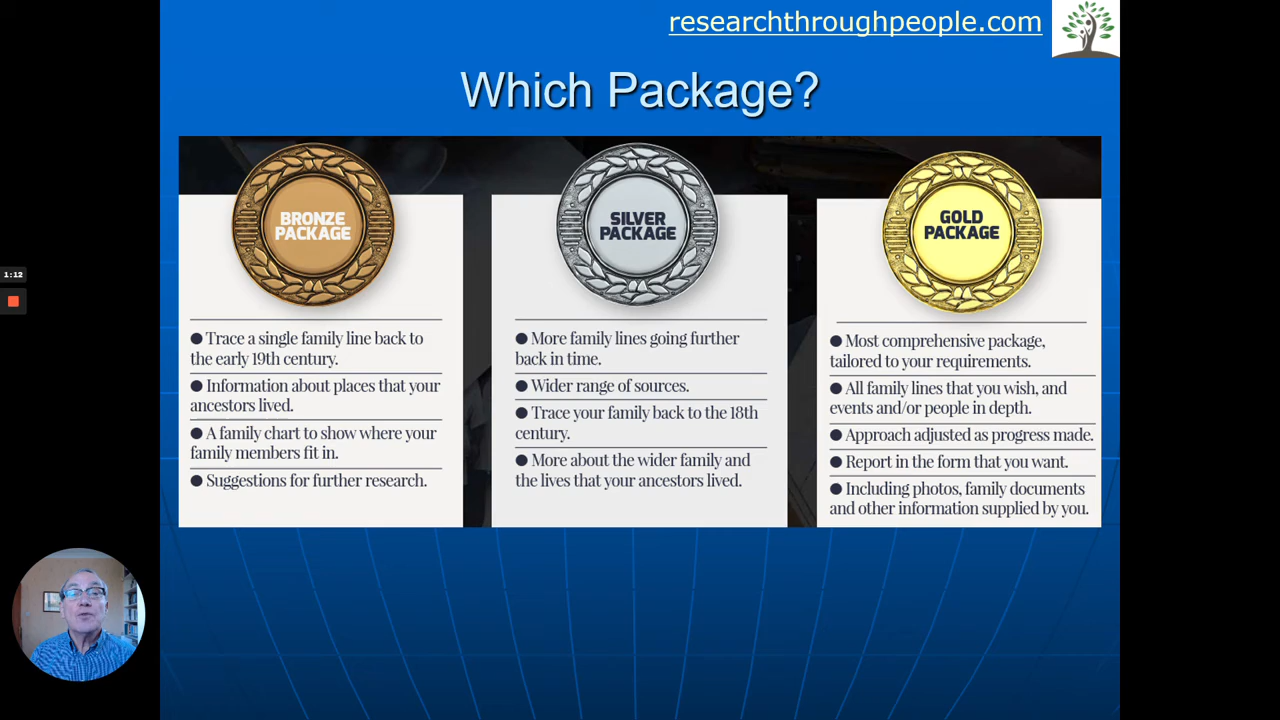 researchthroughpeople.com
Which Package?
BRONZE
PACKAGE
● Trace a single family line back to
the early 19th century.
● Information about places that your
ancestors lived.
● A family chart to show where your
family members fit in.
● Suggestions for further research.
SILVER
PACKAGE
● More family lines going further
back in time.
● Wider range of sources.
● Trace your family back to the 18th
century.
● More about the wider family and
the lives that your ancestors lived.
GOLD
PACKAGE
● Most comprehensive package,
tailored to your requirements.
● All family lines that you wish, and
events and/or people in depth.
● Approach adjusted as progress made.
● Report in the form that you want.
● Including photos, family documents
and other information supplied by you.
1:12